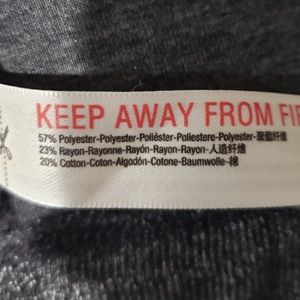 KEEP AWAY FROM FIR
57% Polyester-Polyester-Poliéster-Poliestere-Polyester-聚酯纤维
23% Rayon-Rayonne-Rayón-Rayon-Rayon-人造纤维
20% Cotton-Coton-Algodón-Cotone-Baumwolle-棉